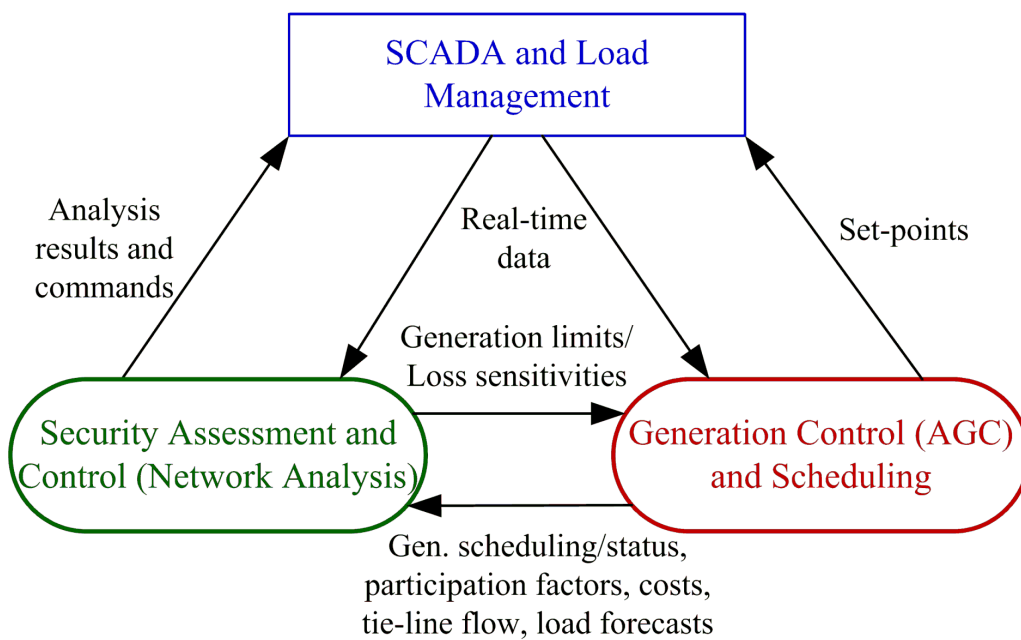 SCADA and Load
Management
Analysis
results and
commands
Real-time
data
Set-points
Generation limits/
Loss sensitivities
Security Assessment and
Control (Network Analysis)
Generation Control (AGC)
and Scheduling
Gen. scheduling/status,
participation factors, costs,
tie-line flow, load forecasts